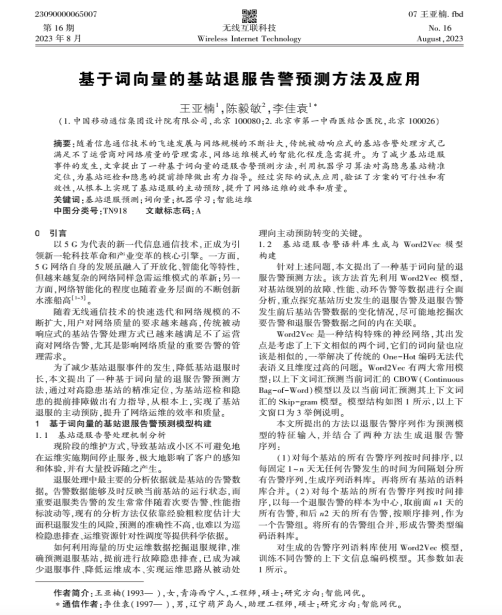 23090000065007
07 王亚楠. fbd
第 16 期
2023 年 8 月
无线互联科技
Wireless Internet Technology
No. 16
August, 2023
基于词向量的基站退服告警预测方法及应用
王亚楠1，陈毅敏2，李佳袁1*
(1. 中国移动通信集团设计院有限公司,北京 100080;2. 北京市第一中西医结合医院,北京 100026)
摘要:随着信息通信技术的飞速发展与网络规模的不断壮大,传统被动响应式的基站告警处理方式已
满足不了运营商对网络质量的管理需求,网络运维模式的智能化程度急需提升。为了减少基站退服
事件的发生,文章提出了一种基于词向量的退服告警预测方法,利用机器学习算法对高隐患基站精准
定位,为基站巡检和隐患的提前排障做出有力指导。经过实际的试点应用,验证了方案的可行性和有
效性,从根本上实现了基站退服的主动预防,提升了网络运维的效率和质量。
关键词:基站退服预测;词向量;机器学习;智能运维
中图分类号:TN918  文献标志码:A
0 引言
以 5 G 为代表的新一代信息通信技术,正成为引
领新一轮科技革命和产业变革的核心引擎。一方面,
5 G 网络自身的发展虽融入了开放化、智能化等特性,
但越来越复杂的网络同样急需运维模式的革新;另一
方面,网络智能化的程度也随着业务层面的不断创新
水涨船高[1-3]。
随着无线通信技术的快速迭代和网络规模的不
断扩大,用户对网络质量的要求越来越高,传统被动
响应式的基站告警处理方式已越来越满足不了运营
商对网络告警,尤其是影响网络质量的重要告警的管
理需求。
为了减少基站退服事件的发生,降低基站退服时
长,本文提出了一种基于词向量的退服告警预测方
法,通过对高隐患基站的精准定位,为基站巡检和隐
患的提前排障做出有力指导,从根本上,实现了基站
退服的主动预防,提升了网络运维的效率和质量。
1 基于词向量的基站退服告警预测模型构建
1. 1 基站退服告警处理机制分析
现阶段的维护方式,导致基站或小区不可避免地
在运维实施期间停止服务,极大地影响了客户的感知
和体验,并有大量投诉随之产生。
退服处理中最主要的分析依据就是基站的告警数
据。告警数据能够及时反映当前基站的运行状态,而
重要退服类告警的发生常常伴随着次要告警、性能指
标波动等,现有的分析方法仅依靠经验粗粒度估计大
面积退服发生的风险,预测的准确性不高,也难以为巡
检隐患排查、运维资源针对性调度等提供科学依据。
如何利用海量的历史运维数据挖掘退服规律,准
确预测退服基站,提前进行故障隐患排查,已成为减
少退服事件、降低运维成本、实现运维思路从被动处
理向主动预防转变的关键。
1. 2 基站退服告警语料库生成与 Word2Vec 模型
构建
针对上述问题,本文提出了一种基于词向量的退
服告警预测方法。该方法首先利用 Word2Vec 模型,
对基站级别的故障、性能、动环告警等数据进行全面
分析,重点探究基站历史发生的退服告警及退服告警
发生前后基站告警数据的变化情况,尽可能地挖掘次
要告警和退服告警数据之间的内在关联。
Word2Vec 是一种结构特殊的神经网络,其出发
点是考虑了上下文相似的两个词,它们的词向量也应
该是相似的,一举解决了传统的 One-Hot 编码无法代
表语义且维度过高的问题。Word2Vec 有两大常用模
型:以上下文词汇预测当前词汇的 CBOW(Continuous
Bag-of-Word)模型以及以当前词汇预测其上下文词
汇的 Skip-gram 模型。模型结构如图 1 所示,以上下
文窗口为 3 举例说明。
本文所提出的方法以退服告警序列作为预测模
型的特征输入,并结合了两种方法生成退服告警
序列:
(1)对每个基站的所有告警序列按时间排序,以
每固定 1~n 天无任何告警发生的时间为间隔划分所
有告警序列,生成序列语料库。再将所有基站的语料
库合并。(2)对每个基站的所有告警序列按时间排
序,以每一个退服告警的样本为中心,取前面 n1 天的
所有告警,和后 n2 天的所有告警,按顺序排列,作为
一个告警组。将所有的告警组合并,形成告警类型编
码语料库。
对生成的告警序列语料库使用 Word2Vec 模型,
训练不同告警的上下文信息编码模型。其参数如表
1 所示。
作者简介:王亚楠(1993— ),女,青海西宁人,工程师,硕士;研究方向:智能网优。
* 通信作者:李佳袁(1997— ),男,辽宁葫芦岛人,助理工程师,硕士;研究方向:智能网优。